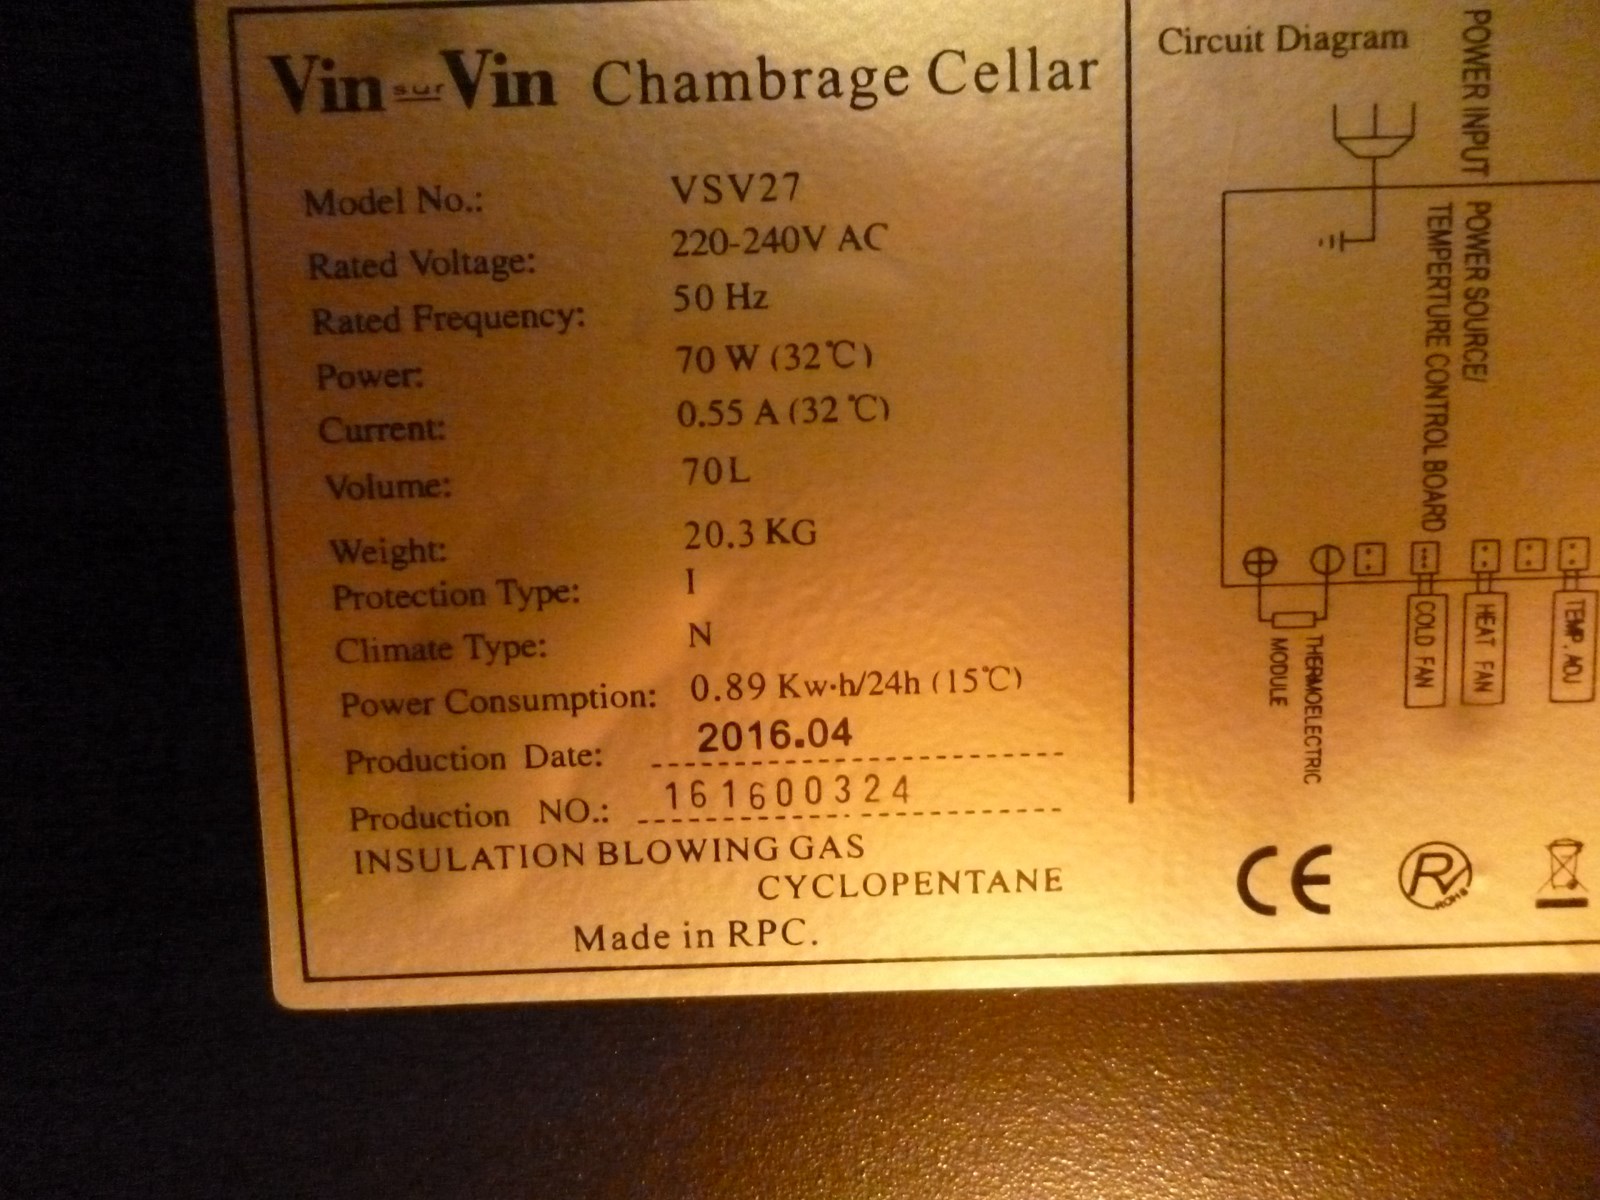 Vin sur Vin Chambrage Cellar
Model No.: VSV27
Rated Voltage: 220-240V AC
Rated Frequency: 50 Hz
Power: 70 W (32℃)
Current: 0.55 A (32℃)
Volume: 70L
Weight: 20.3 KG
Protection Type: I
Climate Type: N
Power Consumption: 0.89 Kw·h/24h (15℃)
Production Date: 2016.04
Production NO.: 161600324
INSULATION BLOWING GAS
CYCLOPENTANE
Made in RPC.
Circuit Diagram
POWER INPUT
POWER SOURCE/
TEMPERTURE CONTROL BOARD
THERMOELECTRIC
MODULE
COLD FAN
HEAT FAN
TEMP. ADJ
CE
R
ROHS